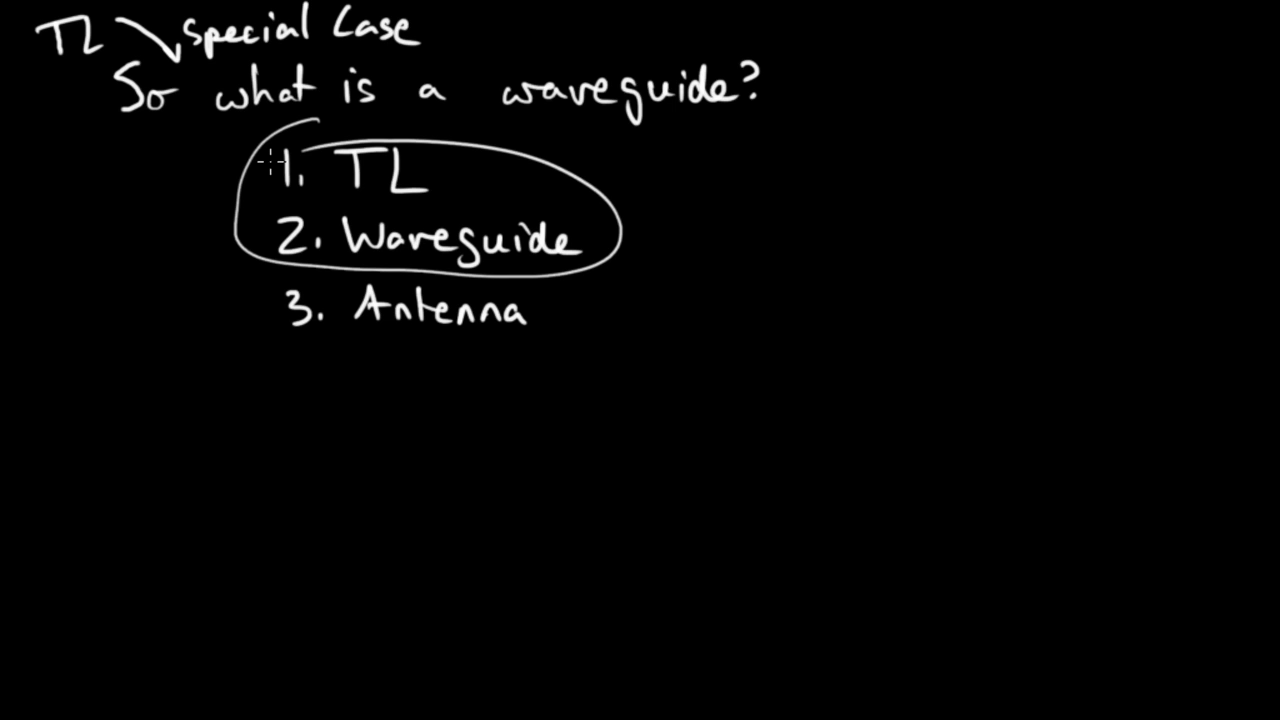 TL special Case
So what is a waveguide?
1. TL
2. Waveguide
3. Antenna